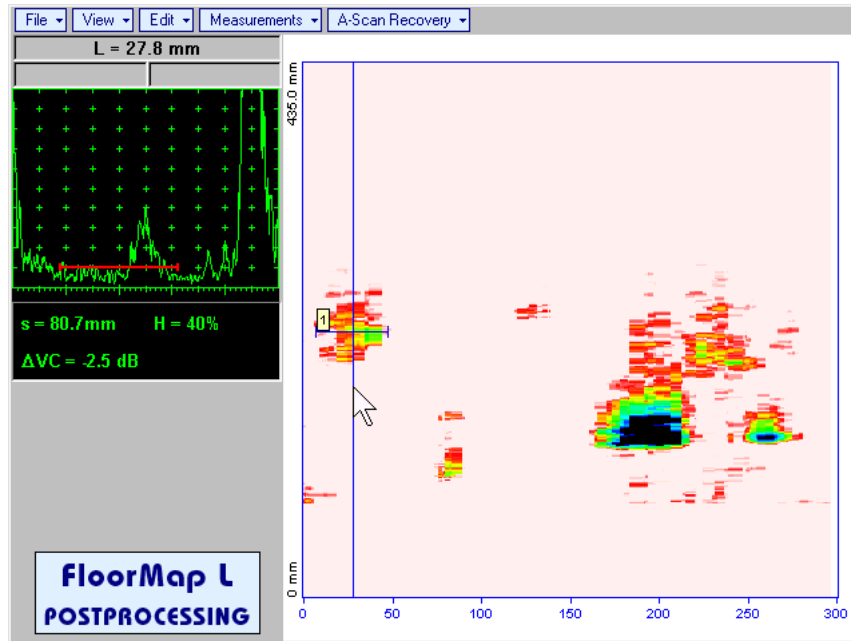 File View Edit Measurements A-Scan Recovery
L = 27.8 mm
s = 80.7mm H = 40%
ΔVC = -2.5 dB
FloorMap L
POSTPROCESSING
435.0 mm
1
0 mm
0 50 100 150 200 250 300